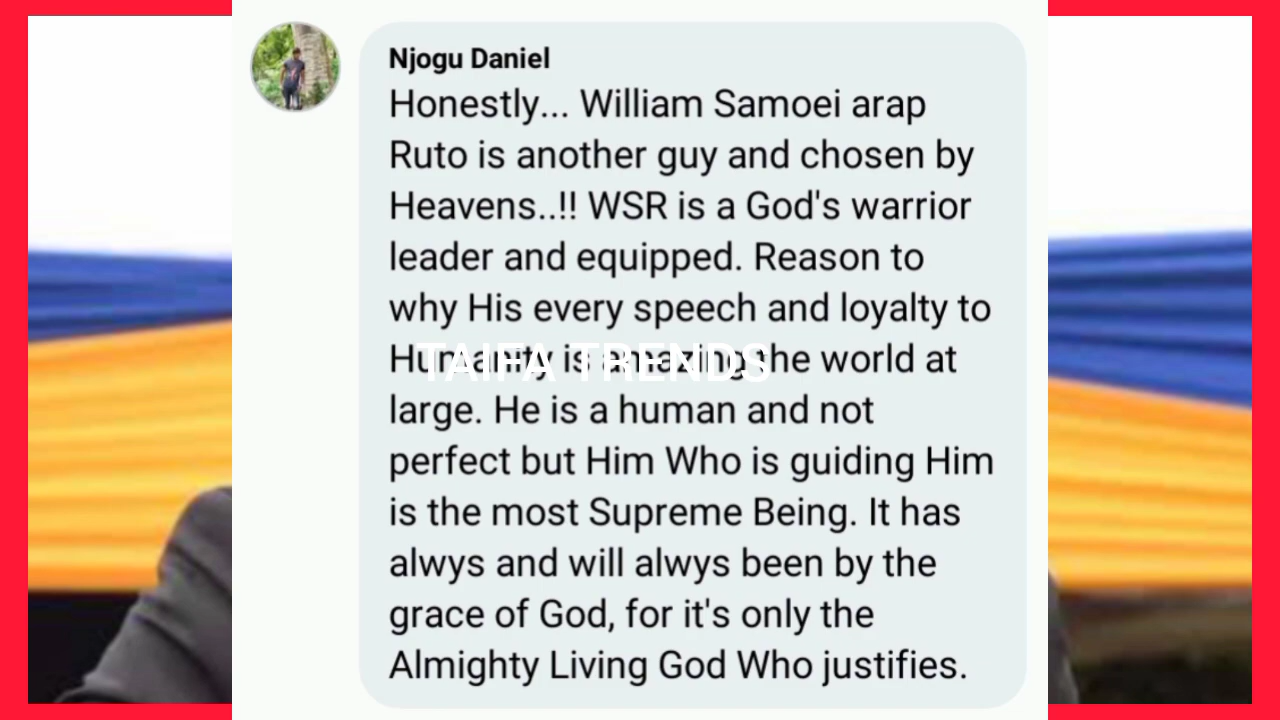 Njogu Daniel
Honestly... William Samoei arap
Ruto is another guy and chosen by
Heavens..!! WSR is a God's warrior
leader and equipped. Reason to
why His every speech and loyalty to
Humanity is amazing the world at
TAIFA TRENDS
large. He is a human and not
perfect but Him Who is guiding Him
is the most Supreme Being. It has
alwys and will alwys been by the
grace of God, for it's only the
Almighty Living God Who justifies.